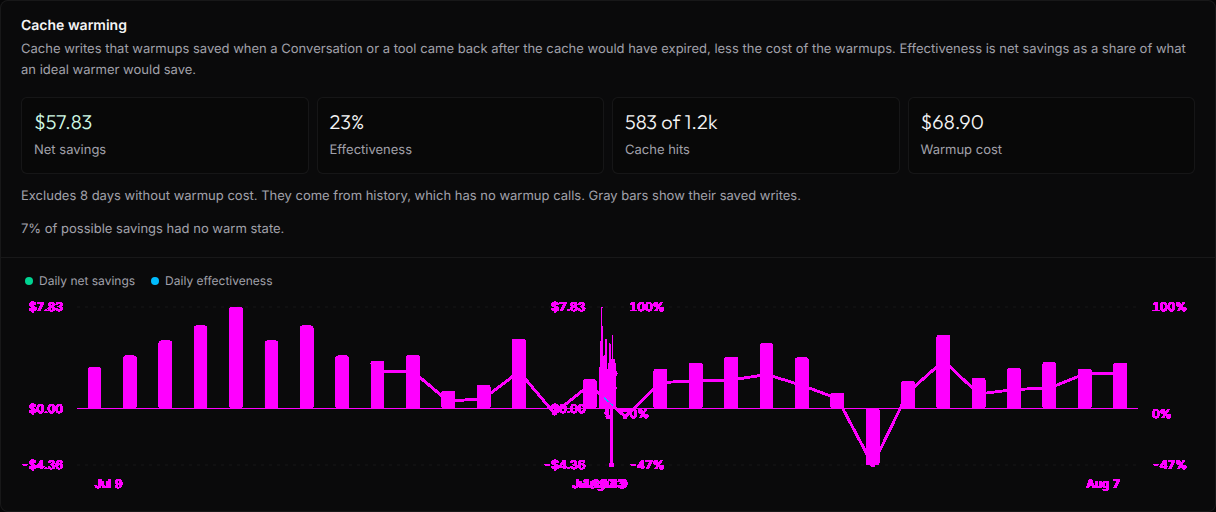 Cache warming
Cache writes that warmups saved when a Conversation or a tool came back after the cache would have expired, less the cost of the warmups. Effectiveness is net savings as a share of what
an ideal warmer would save.
$57.83
Net savings
23%
Effectiveness
583 of 1.2k
Cache hits
$68.90
Warmup cost
Excludes 8 days without warmup cost. They come from history, which has no warmup calls. Gray bars show their saved writes.
7% of possible savings had no warm state.
Daily net savings
Daily effectiveness
$7.83
$7.83
100%
100%
$0.00
$0.00
0%
-$4.36
-$4.36
-47%
-47%
Jul 9
Aug 7